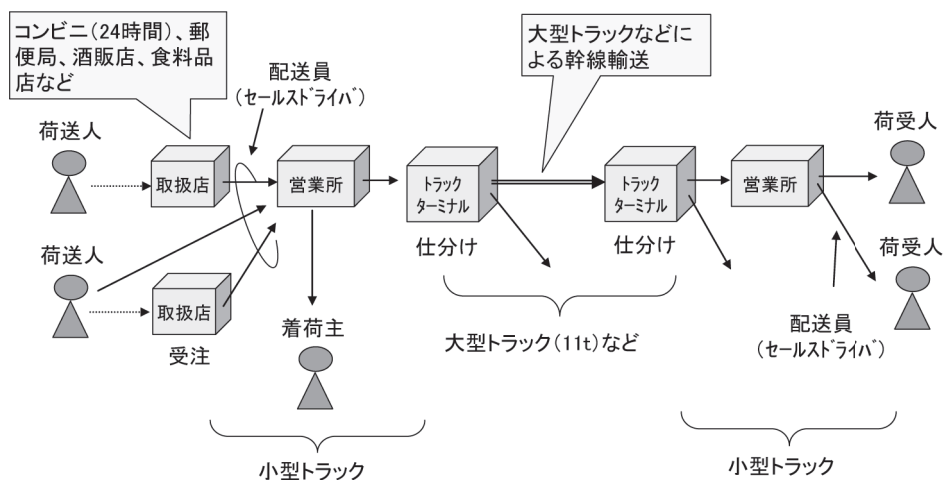 コンビニ（24時間）、郵
便局、酒販店、食料品
店など
大型トラックなどに
よる幹線輸送
配送員
（セールスドライバ）
荷送人
取扱店
営業所
トラック
ターミナル
仕分け
トラック
ターミナル
仕分け
営業所
荷受人
荷送人
取扱店
受注
着荷主
大型トラック（11t）など
荷受人
配送員
（セールスドライバ）
小型トラック
小型トラック